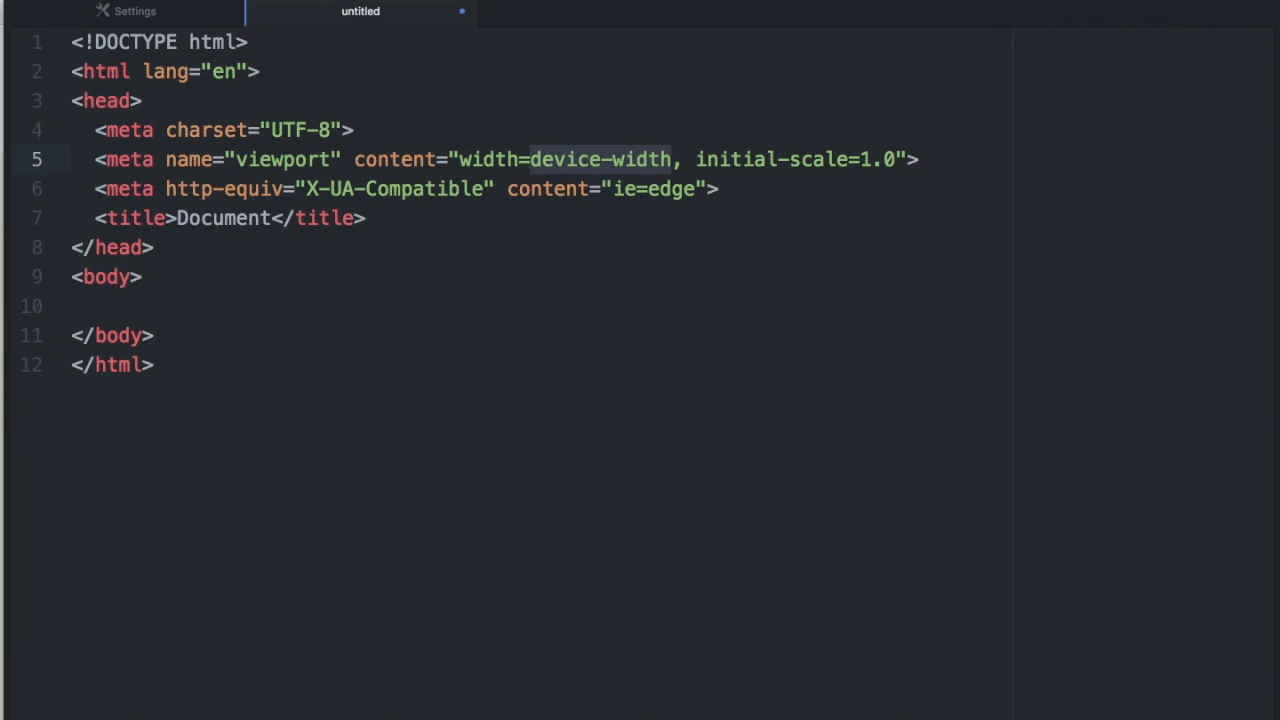 Settings
untitled
1 <!DOCTYPE html>
2 <html lang="en">
3 <head>
4 <meta charset="UTF-8">
5 <meta name="viewport" content="width=device-width, initial-scale=1.0">
6 <meta http-equiv="X-UA-Compatible" content="ie=edge">
7 <title>Document</title>
8 </head>
9 <body>
10
11 </body>
12 </html>